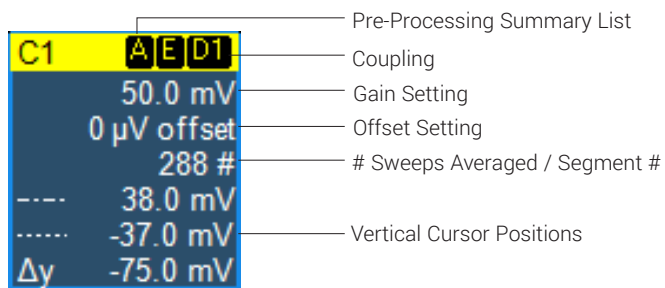 Pre-Processing Summary List
C1 A E D1
Coupling
50.0 mV
Gain Setting
0 µV offset
Offset Setting
288 #
# Sweeps Averaged / Segment #
38.0 mV
-37.0 mV
Vertical Cursor Positions
Δy -75.0 mV